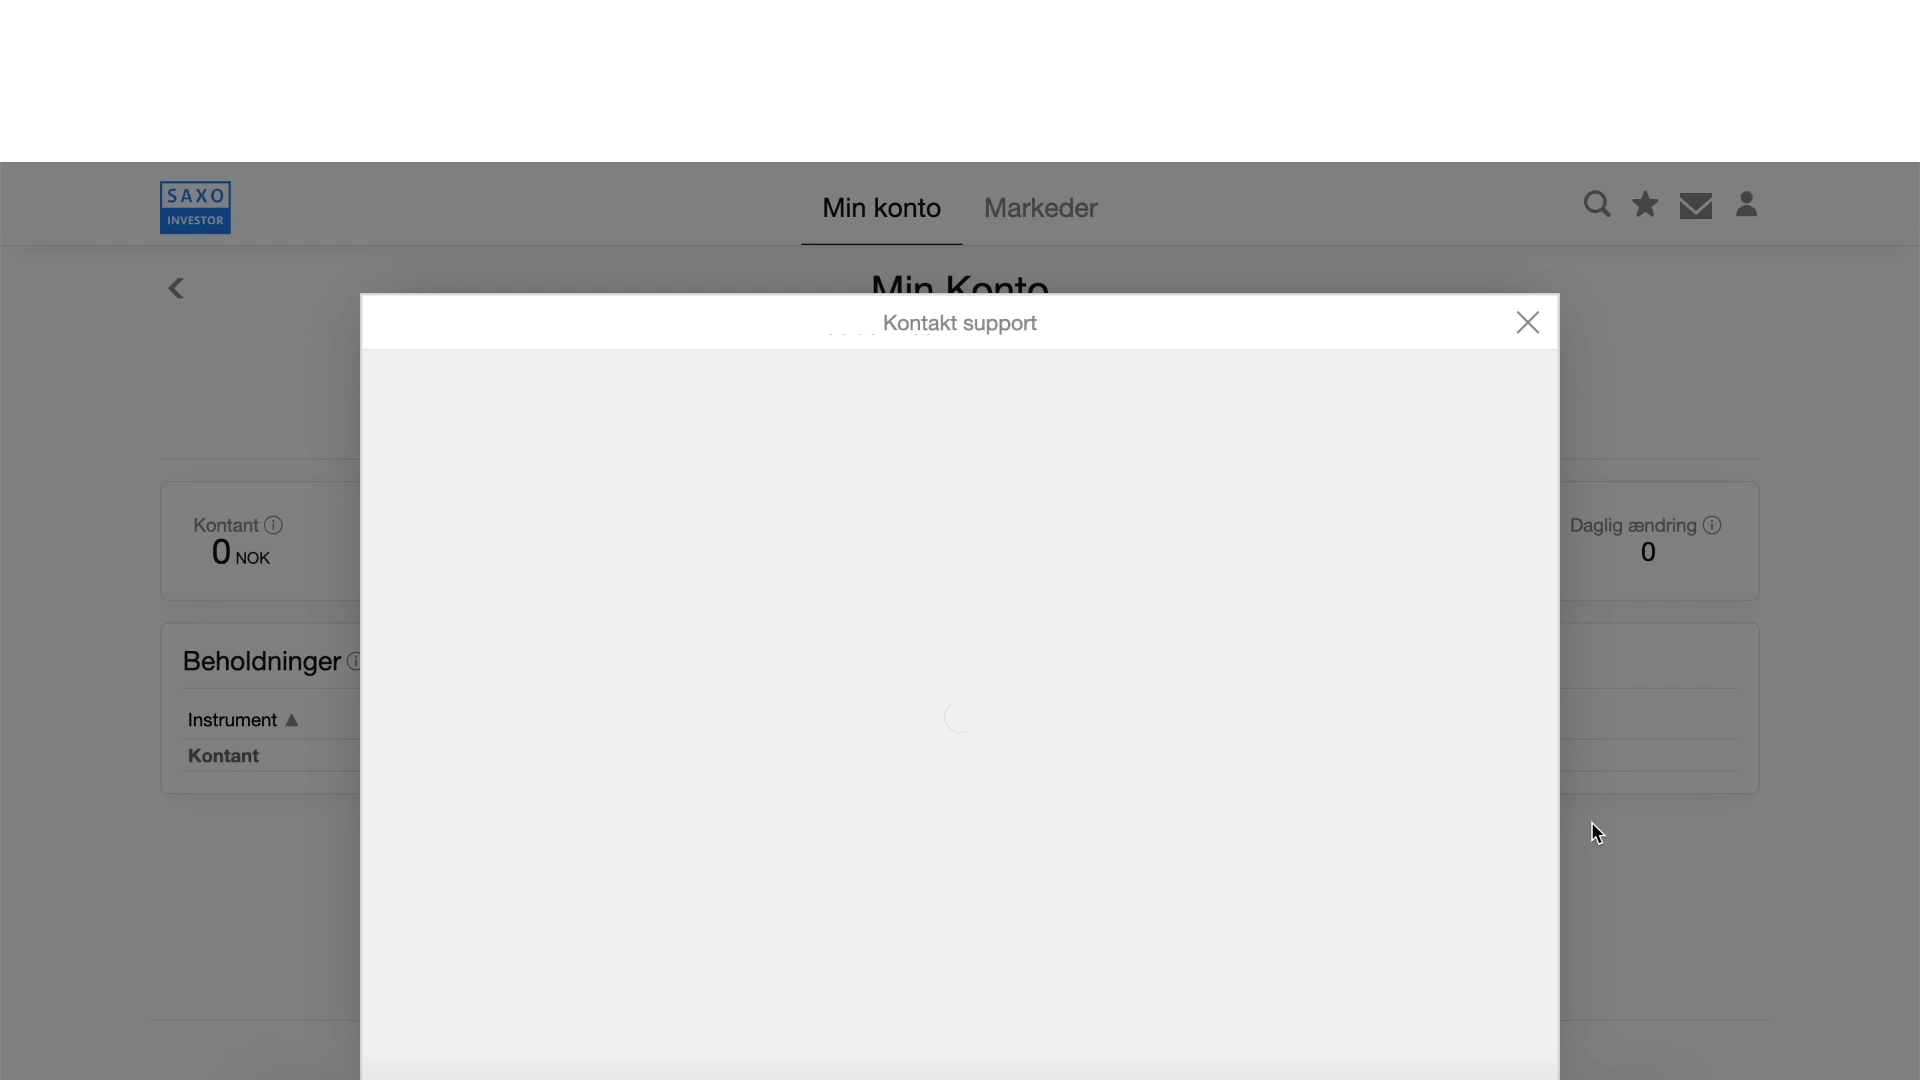 SAXO
INVESTOR
Min konto
Markeder
Min Konto
Kontakt support
Kontant
0 NOK
Daglig ændring
0
Beholdninger
Instrument ▲
Kontant